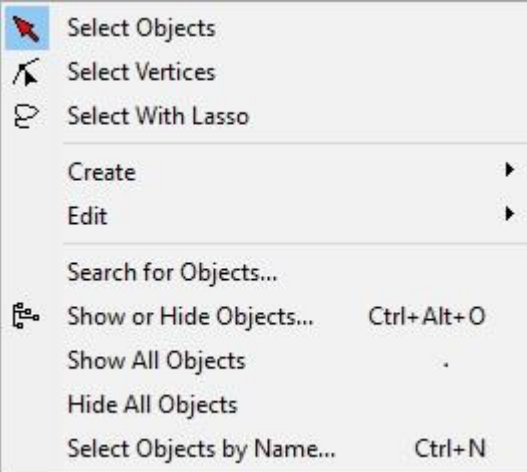 Select Objects
Select Vertices
Select With Lasso
Create
Edit
Search for Objects...
Show or Hide Objects... Ctrl+Alt+O
Show All Objects .
Hide All Objects
Select Objects by Name... Ctrl+N